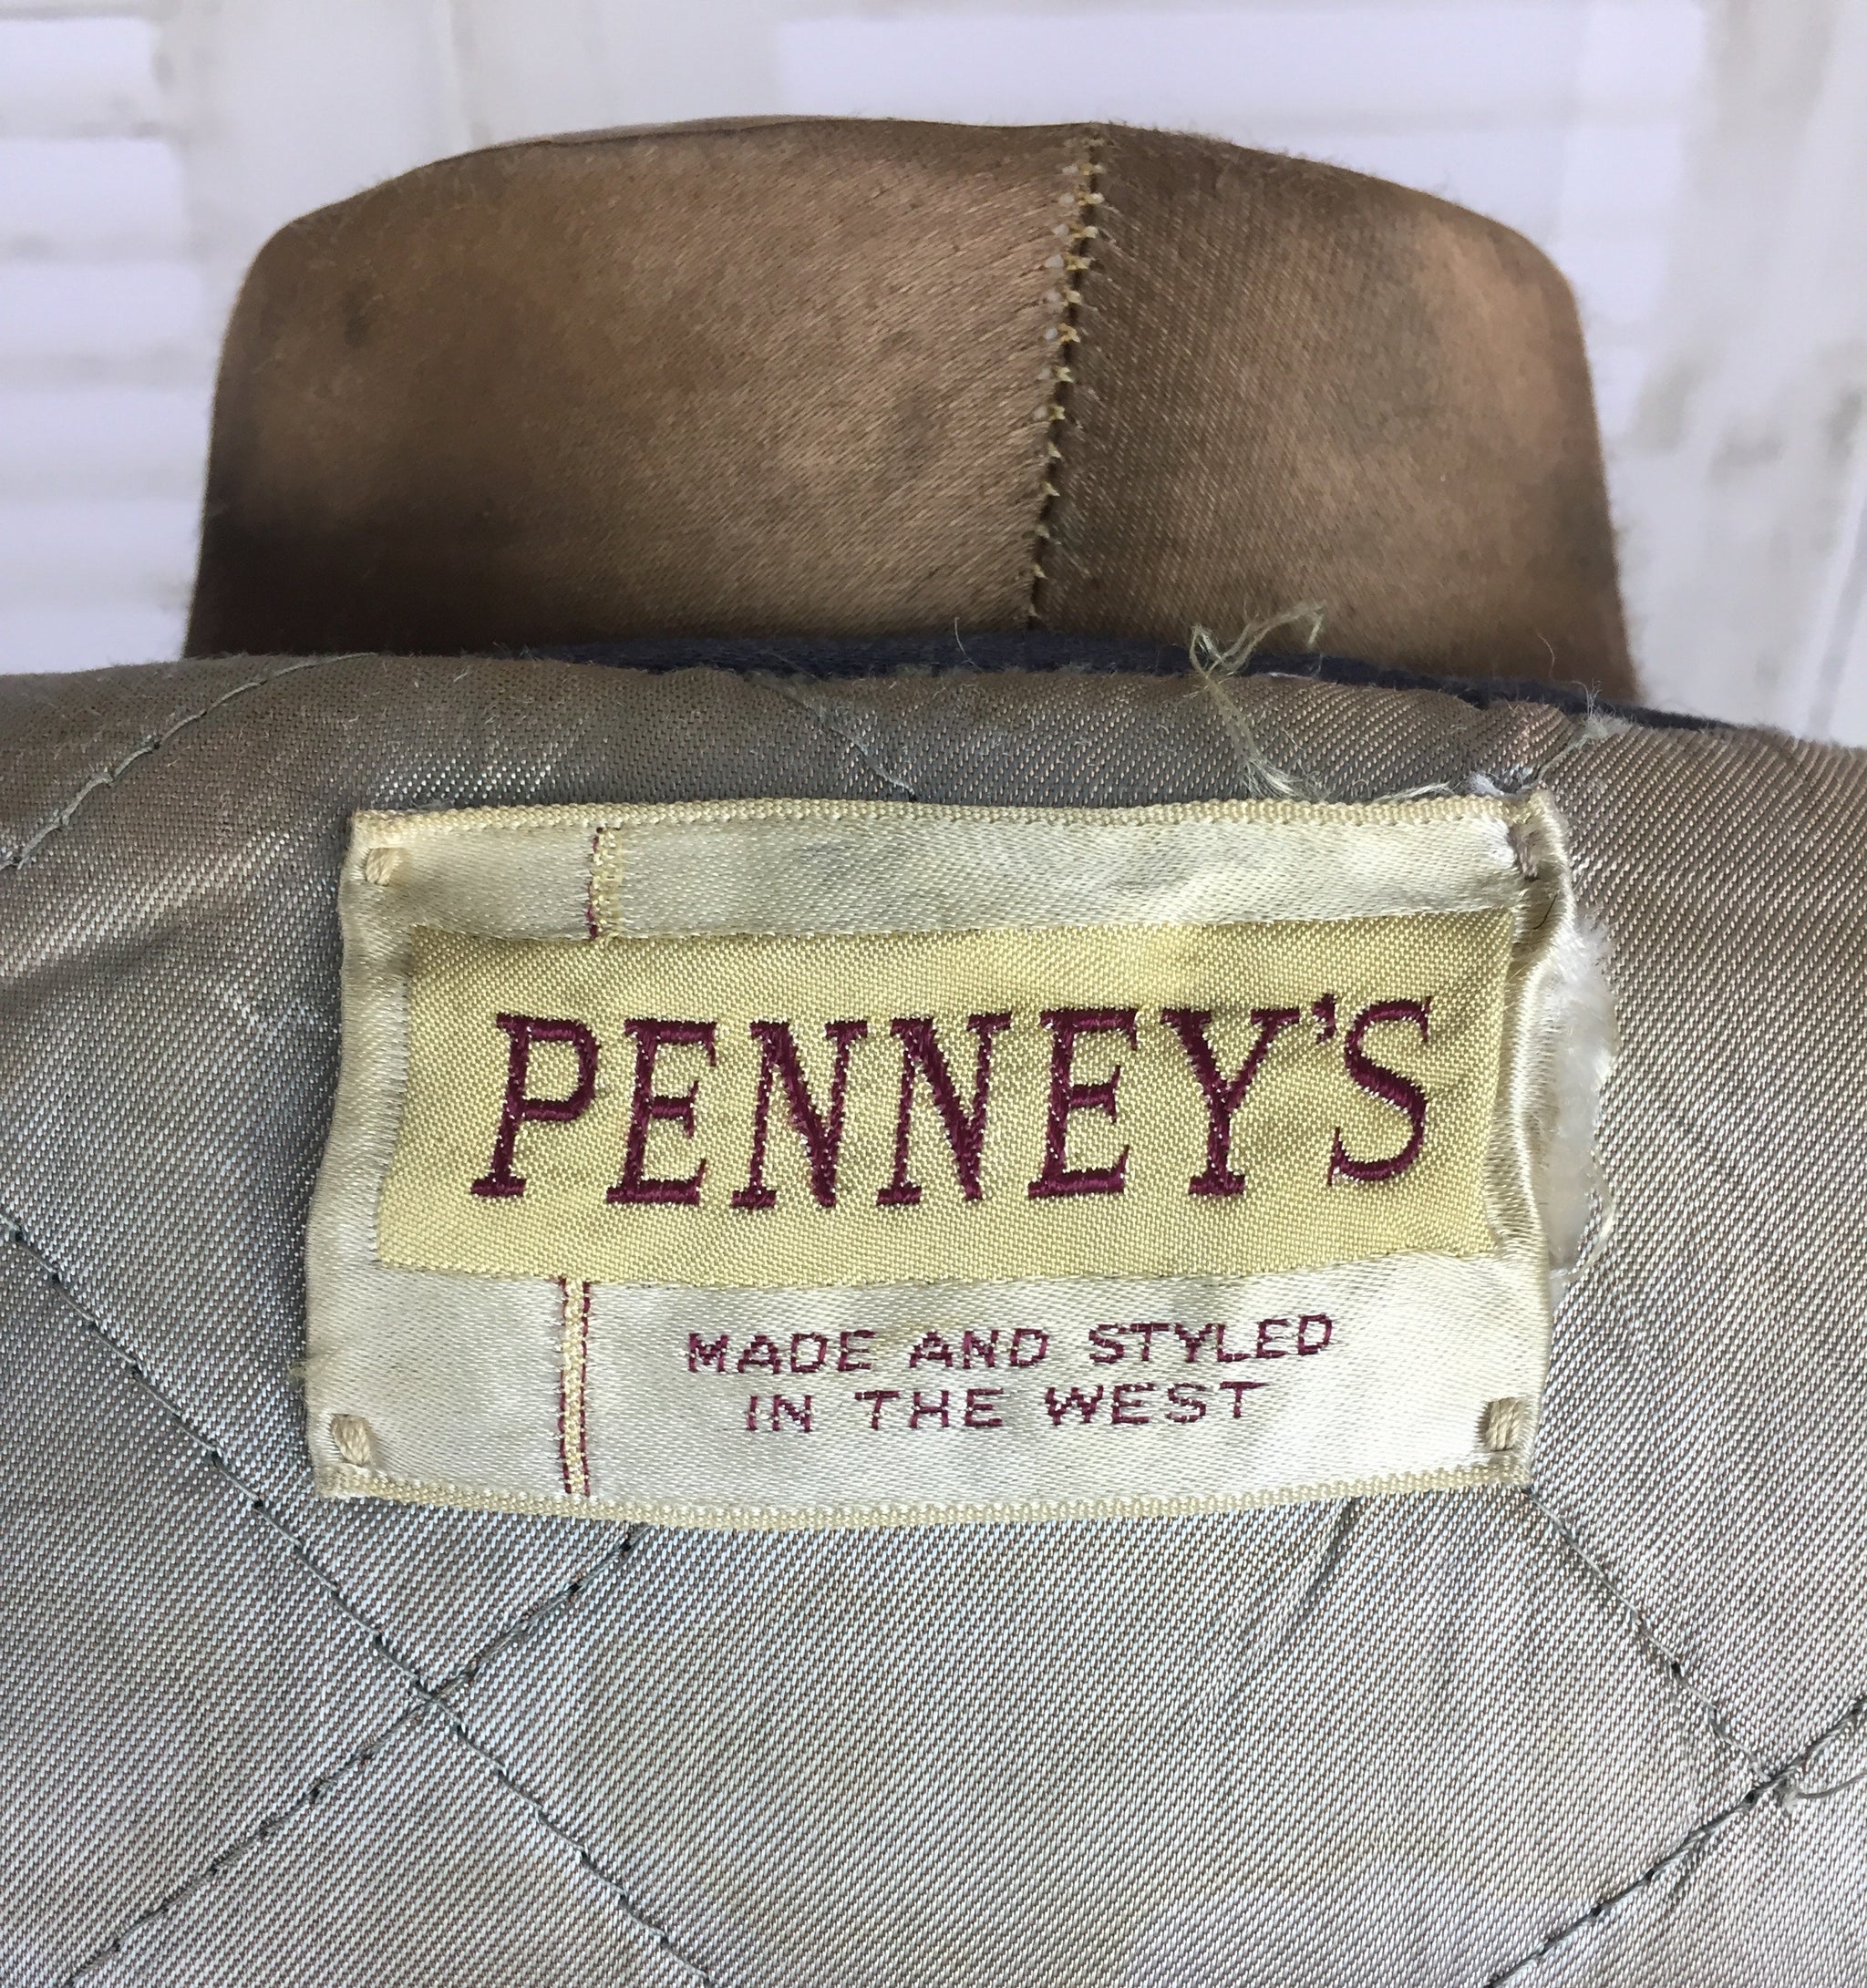 PENNEY'S
MADE AND STYLED
IN THE WEST